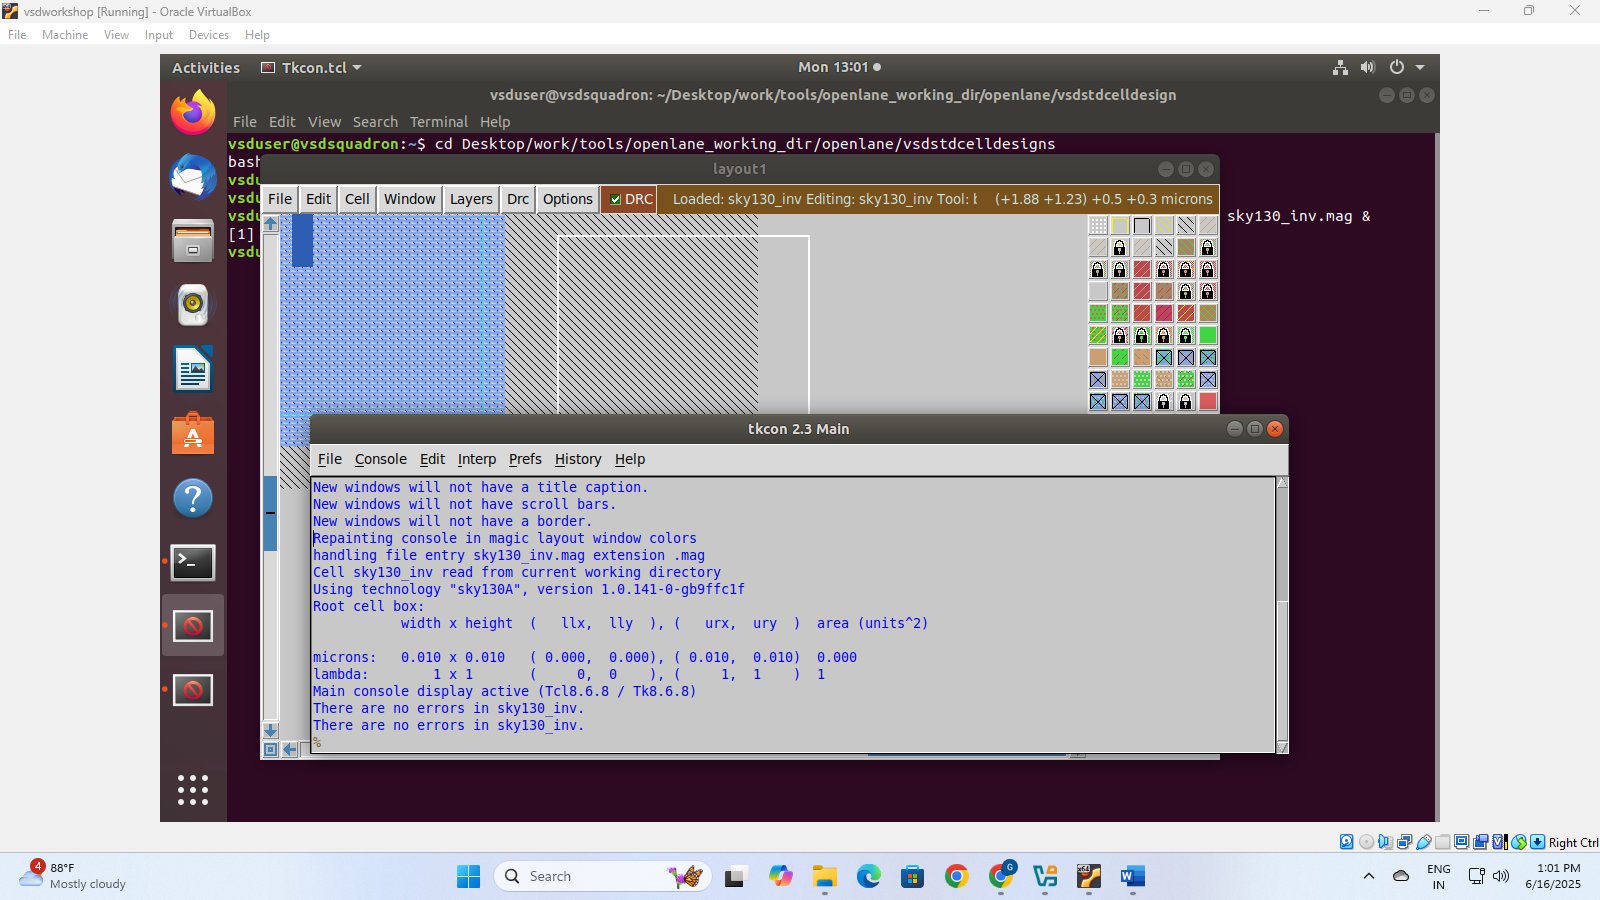 vsdworkshop [Running] - Oracle VirtualBox
File Machine View Input Devices Help
Activities Tkcon.tcl Mon 13:01
vsduser@vsdsquadron: ~/Desktop/work/tools/openlane_working_dir/openlane/vsdstdcelldesign
File Edit View Search Terminal Help
vsduser@vsdsquadron:~$ cd Desktop/work/tools/openlane_working_dir/openlane/vsdstdcelldesigns
bash
layout1
vsdu
File Edit Cell Window Layers Drc Options DRC Loaded: sky130_inv Editing: sky130_inv Tool: b (+1.88 +1.23) +0.5 +0.3 microns
vsdu
vsdu
sky130_inv.mag &
[1]
vsdu
tkcon 2.3 Main
File Console Edit Interp Prefs History Help
New windows will not have a title caption.
New windows will not have scroll bars.
New windows will not have a border.
Repainting console in magic layout window colors
handling file entry sky130_inv.mag extension .mag
Cell sky130_inv read from current working directory
Using technology "sky130A", version 1.0.141-0-gb9ffc1f
Root cell box:
width x height ( llx, lly ), ( urx, ury ) area (units^2)
microns: 0.010 x 0.010 ( 0.000, 0.000), ( 0.010, 0.010) 0.000
lambda: 1 x 1 ( 0, 0 ), ( 1, 1 ) 1
Main console display active (Tcl8.6.8 / Tk8.6.8)
There are no errors in sky130_inv.
There are no errors in sky130_inv.
%
Right Ctrl
4
88°F
Mostly cloudy
Search
G
ENG
IN
1:01 PM
6/16/2025